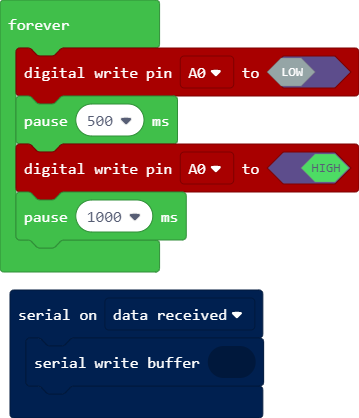 forever
digital write pin A0 to LOW
pause 500 ms
digital write pin A0 to HIGH
pause 1000 ms
serial on data received
serial write buffer